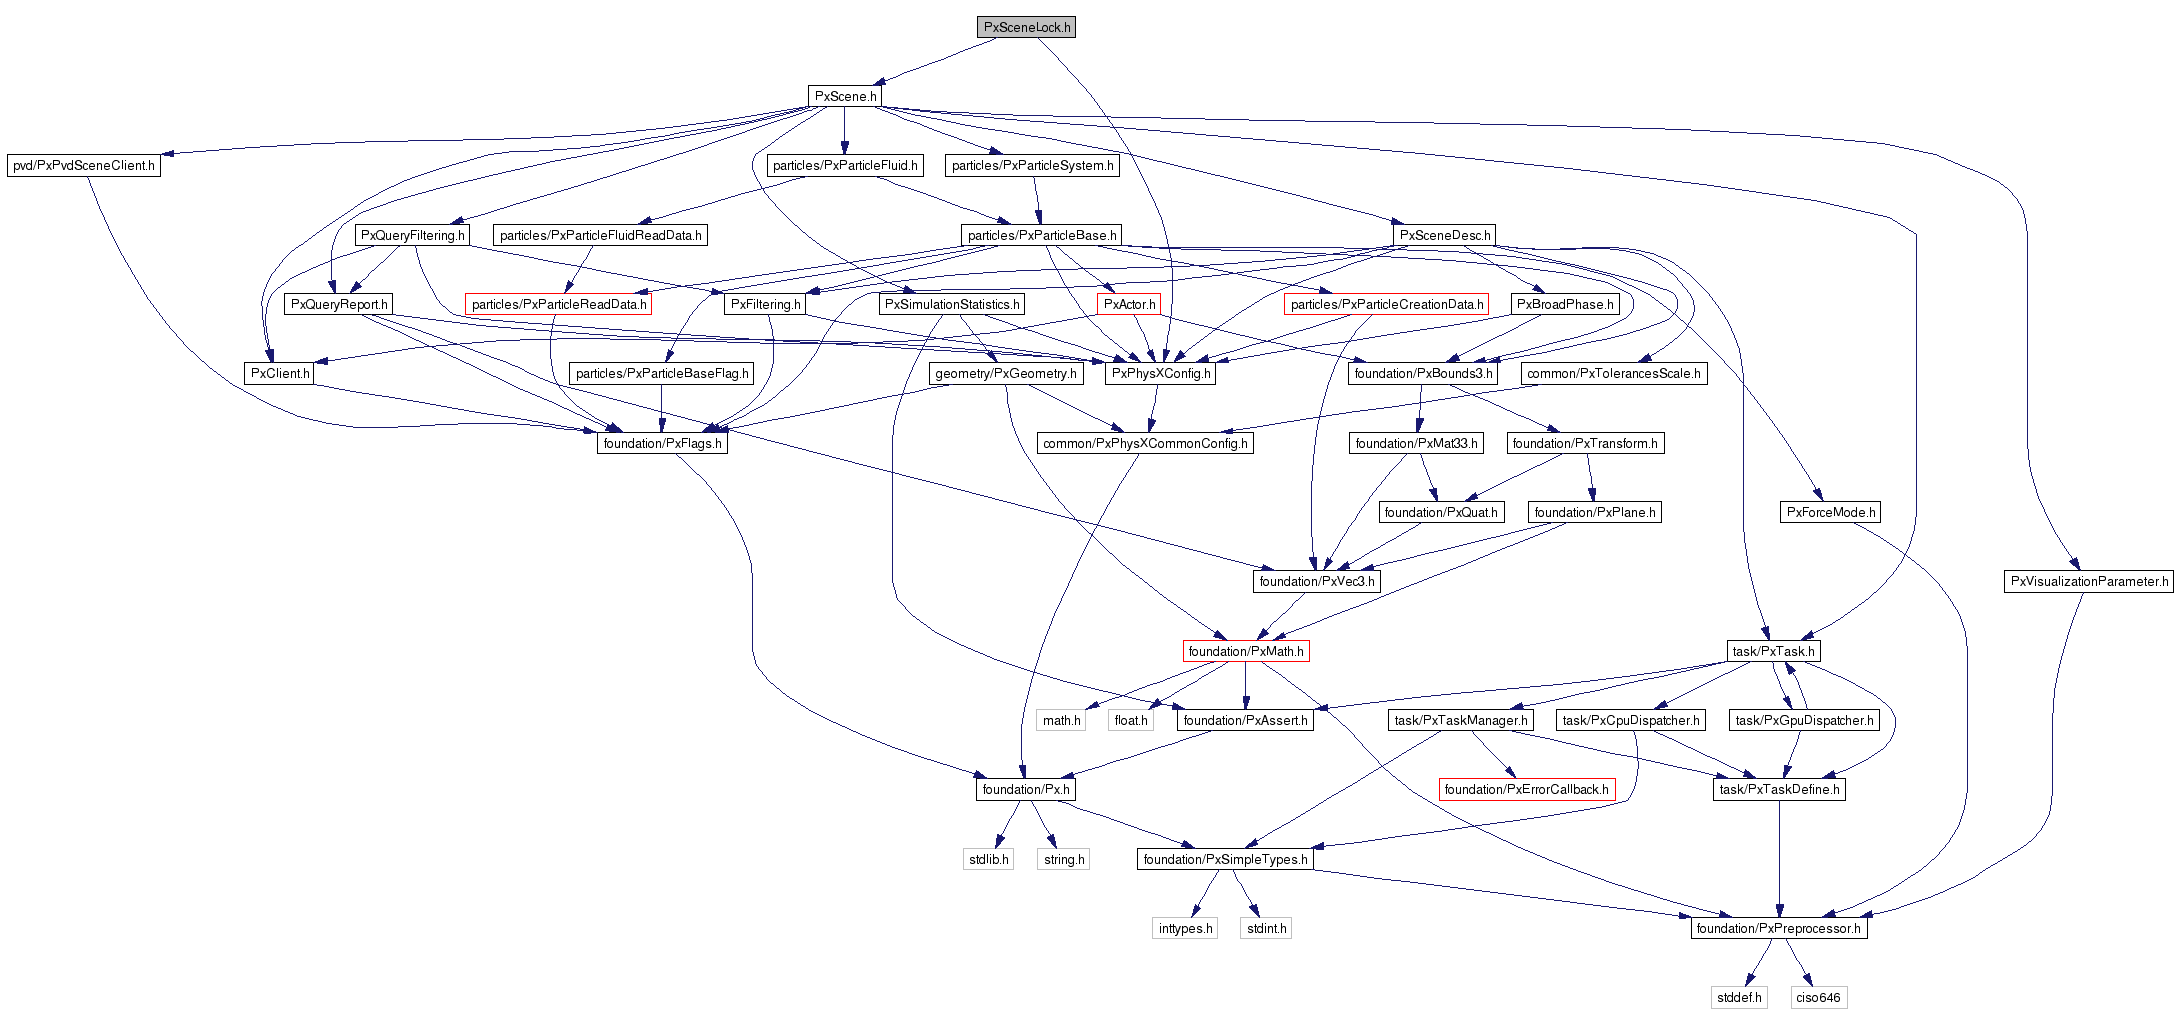 PxSceneLock.h
PxScene.h
pvd/PxPvdSceneClient.h
particles/PxParticleFluid.h
particles/PxParticleSystem.h
PxQueryFiltering.h
particles/PxParticleFluidReadData.h
particles/PxParticleBase.h
PxSceneDesc.h
PxQueryReport.h
particles/PxParticleReadData.h
PxFiltering.h
PxSimulationStatistics.h
PxActor.h
particles/PxParticleCreationData.h
PxBroadPhase.h
PxClient.h
particles/PxParticleBaseFlag.h
geometry/PxGeometry.h
PxPhysXConfig.h
foundation/PxBounds3.h
common/PxTolerancesScale.h
foundation/PxFlags.h
common/PxPhysXCommonConfig.h
foundation/PxMat33.h
foundation/PxTransform.h
foundation/PxQuat.h
foundation/PxPlane.h
PxForceMode.h
foundation/PxVec3.h
PxVisualizationParameter.h
foundation/PxMath.h
task/PxTask.h
math.h
float.h
foundation/PxAssert.h
task/PxTaskManager.h
task/PxCpuDispatcher.h
task/PxGpuDispatcher.h
foundation/Px.h
foundation/PxErrorCallback.h
task/PxTaskDefine.h
stdlib.h
string.h
foundation/PxSimpleTypes.h
inttypes.h
stdint.h
foundation/PxPreprocessor.h
stddef.h
ciso646